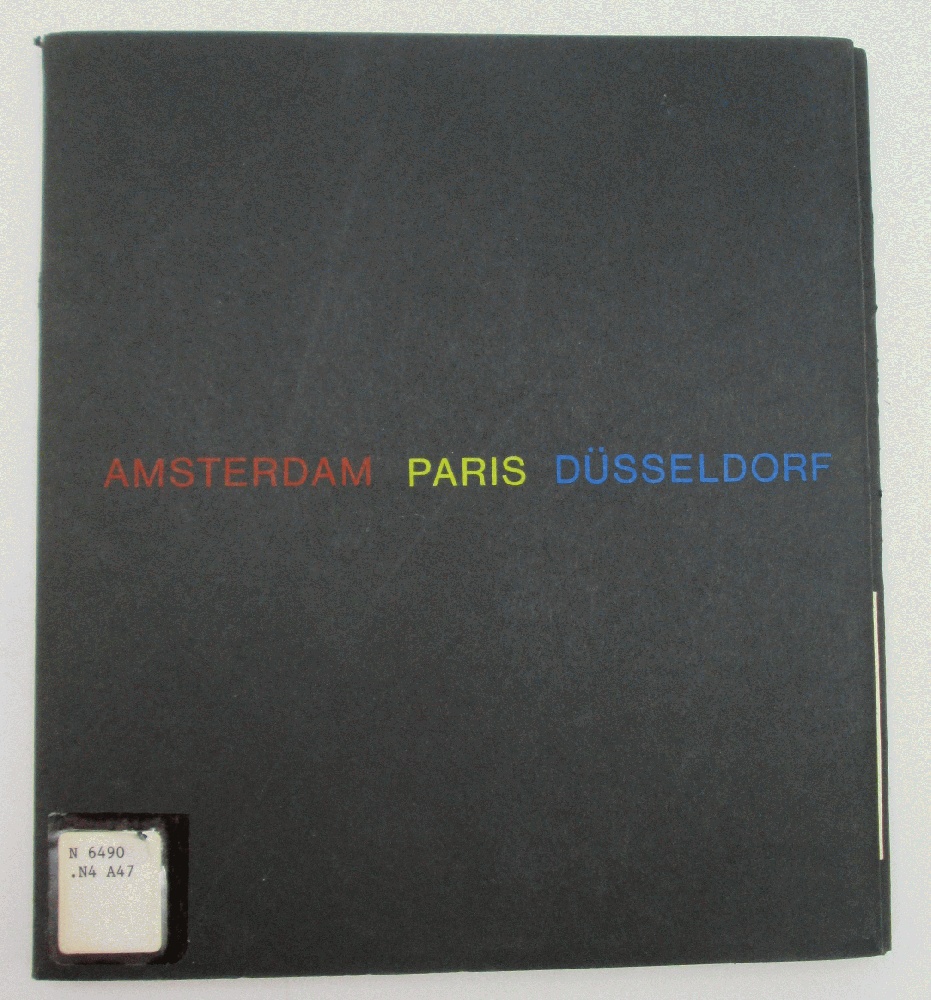 AMSTERDAM PARIS DÜSSELDORF
N 6490
.N4 A47